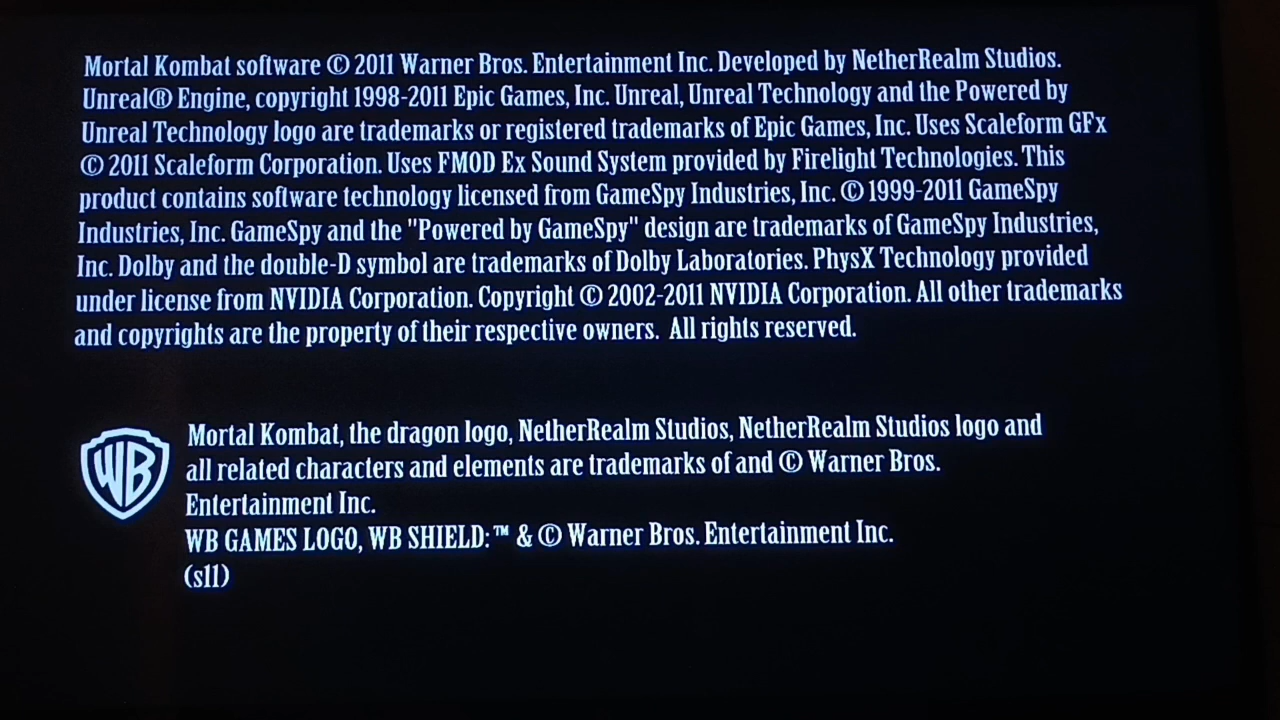 Mortal Kombat software © 2011 Warner Bros. Entertainment Inc. Developed by NetherRealm Studios.
Unreal® Engine, copyright 1998-2011 Epic Games, Inc. Unreal, Unreal Technology and the Powered by
Unreal Technology logo are trademarks or registered trademarks of Epic Games, Inc. Uses Scaleform GFx
© 2011 Scaleform Corporation. Uses FMOD Ex Sound System provided by Firelight Technologies. This
product contains software technology licensed from GameSpy Industries, Inc. © 1999-2011 GameSpy
Industries, Inc. GameSpy and the "Powered by GameSpy" design are trademarks of GameSpy Industries,
Inc. Dolby and the double-D symbol are trademarks of Dolby Laboratories. PhysX Technology provided
under license from NVIDIA Corporation. Copyright © 2002-2011 NVIDIA Corporation. All other trademarks
and copyrights are the property of their respective owners. All rights reserved.
WB
Mortal Kombat, the dragon logo, NetherRealm Studios, NetherRealm Studios logo and
all related characters and elements are trademarks of and © Warner Bros.
Entertainment Inc.
WB GAMES LOGO, WB SHIELD: ™ & © Warner Bros. Entertainment Inc.
(s11)